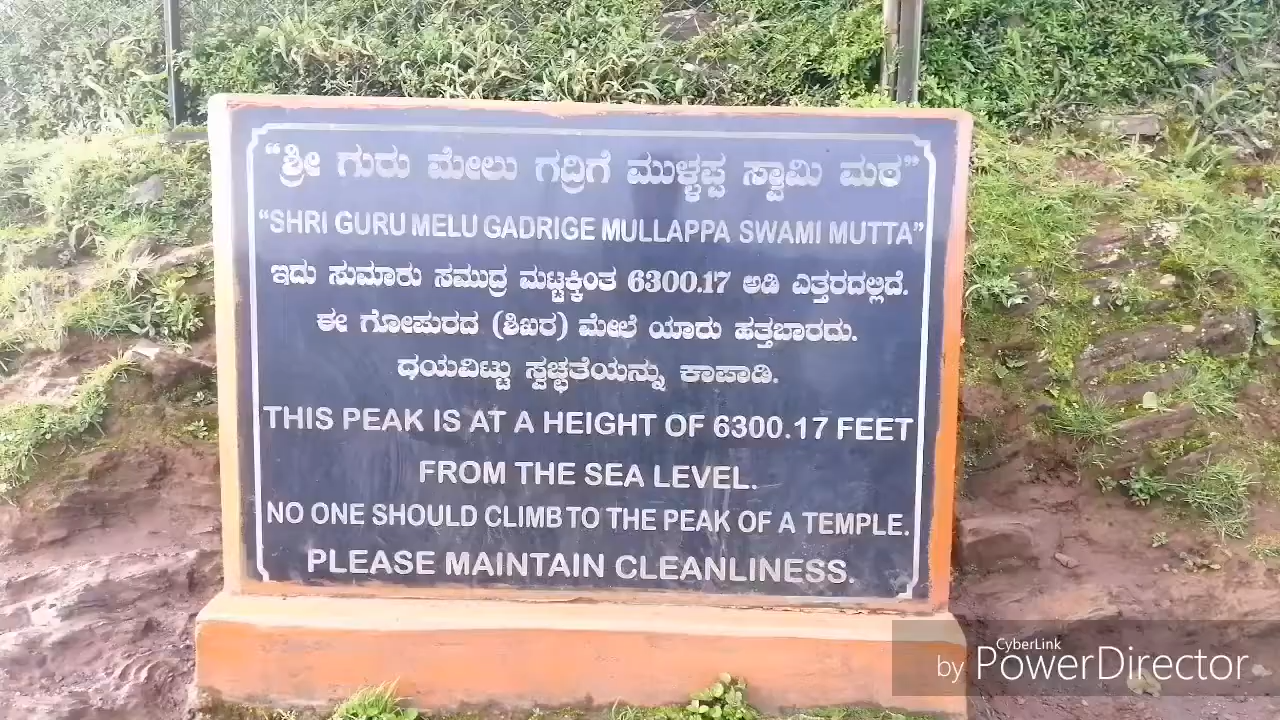 “ಶ್ರೀ ಗುರು ಮೇಲು ಗದ್ರಿಗೆ ಮುಳ್ಳಪ್ಪ ಸ್ವಾಮಿ ಮಠ”
“SHRI GURU MELU GADRIGE MULLAPPA SWAMI MUTTA”
ಇದು ಸುಮಾರು ಸಮುದ್ರ ಮಟ್ಟಕ್ಕಿಂತ 6300.17 ಅಡಿ ಎತ್ತರದಲ್ಲಿದೆ.
ಈ ಗೋಪುರದ (ಶಿಖರ) ಮೇಲೆ ಯಾರು ಹತ್ತಬಾರದು.
ಧಯವಿಟ್ಟು ಸ್ವಚ್ಛತೆಯನ್ನು ಕಾಪಾಡಿ.
THIS PEAK IS AT A HEIGHT OF 6300.17 FEET
FROM THE SEA LEVEL.
NO ONE SHOULD CLIMB TO THE PEAK OF A TEMPLE.
PLEASE MAINTAIN CLEANLINESS.
CyberLink
by PowerDirector